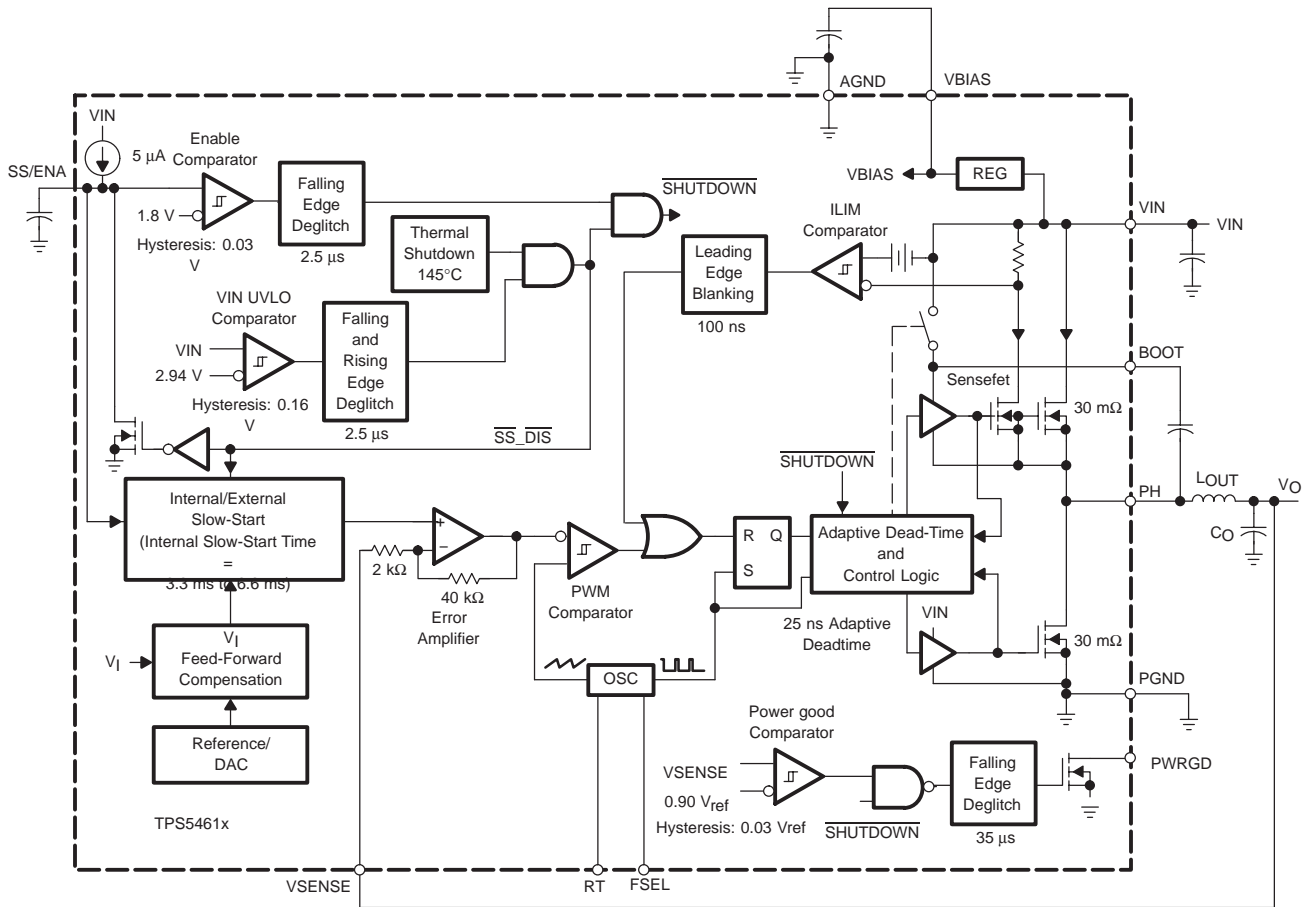 AGND
VBIAS
VIN
5 µA
Enable
Comparator
SS/ENA
1.8 V
Hysteresis: 0.03
V
Falling
Edge
Deglitch
2.5 µs
SHUTDOWN
VBIAS
REG
VIN
VIN
ILIM
Comparator
Thermal
Shutdown
145°C
Leading
Edge
Blanking
100 ns
VIN UVLO
Comparator
VIN
2.94 V
Hysteresis: 0.16
V
Falling
and
Rising
Edge
Deglitch
2.5 µs
BOOT
Sensefet
30 mΩ
SS_DIS
SHUTDOWN
PH
LOUT
VO
CO
Internal/External
Slow-Start
(Internal Slow-Start Time
=
3.3 ms to 6.6 ms)
+
−
2 kΩ
40 kΩ
Error
Amplifier
PWM
Comparator
R Q
S
Adaptive Dead-Time
and
Control Logic
25 ns Adaptive
Deadtime
VIN
30 mΩ
VI
VI
Feed-Forward
Compensation
OSC
PGND
Reference/
DAC
Power good
Comparator
VSENSE
0.90 Vref
Hysteresis: 0.03 Vref
SHUTDOWN
Falling
Edge
Deglitch
35 µs
PWRGD
TPS5461x
VSENSE
RT
FSEL